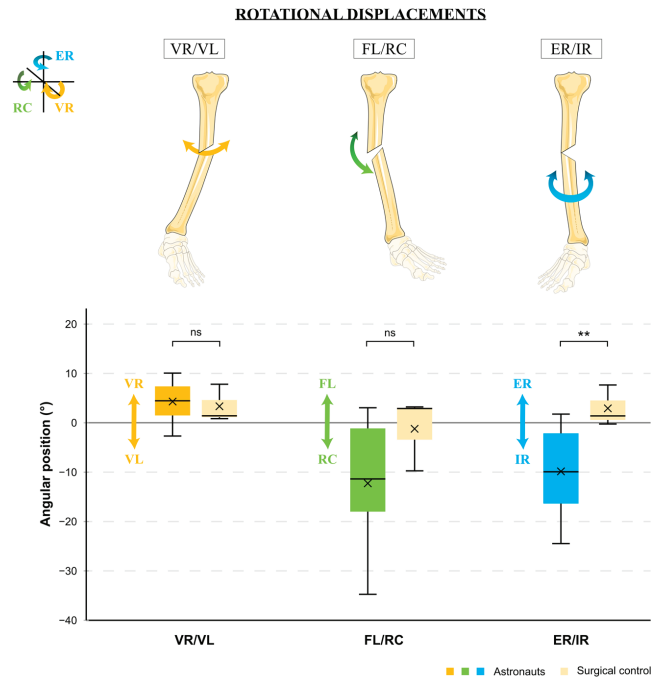 ROTATIONAL DISPLACEMENTS
VR/VL FL/RC ER/IR
ER
RC VR
20
ns ns **
10
VR FL ER
0
VL RC IR
−10
−20
−30
−40
Angular position (°)
VR/VL FL/RC ER/IR
Astronauts Surgical control